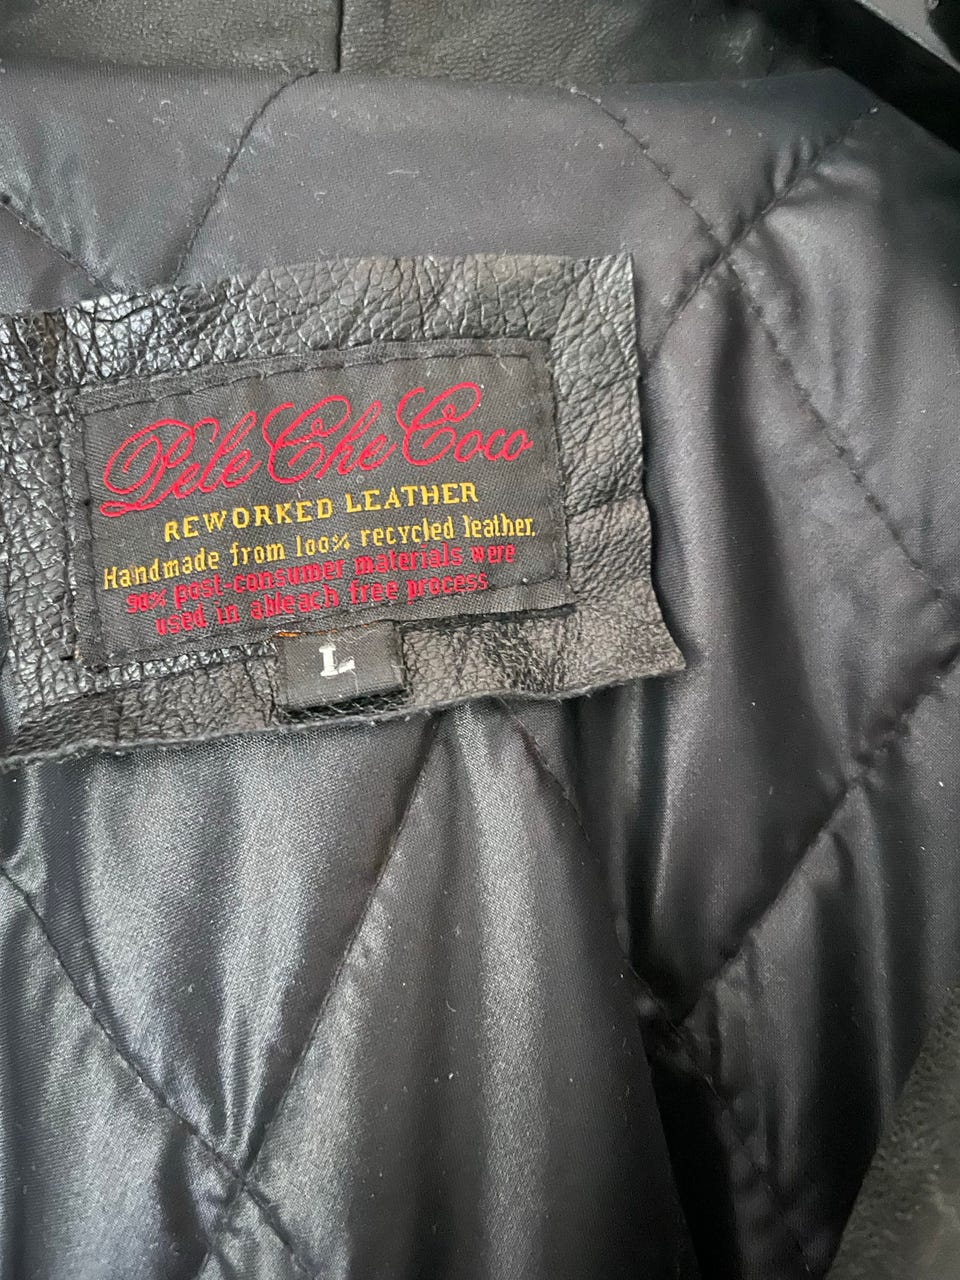 Pele Che Coco
REWORKED LEATHER
Handmade from 100% recycled leather.
90% post-consumer materials were
used in ableach free process
L